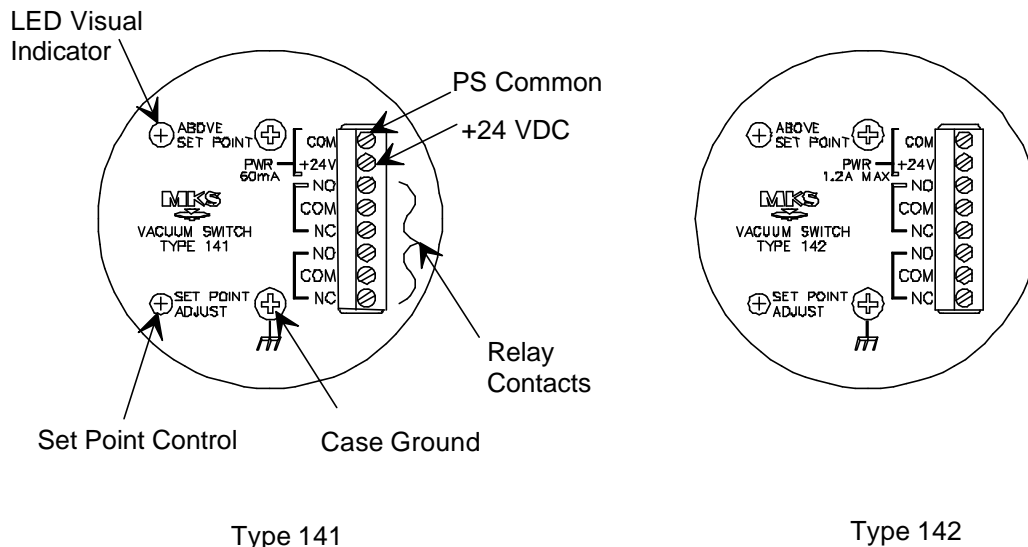 LED Visual
Indicator
PS Common
+24 VDC
ABOVE
SET POINT
COM
PWR
60mA
+24V
NO
MKS
COM
VACUUM SWITCH
TYPE 141
NC
NO
COM
SET POINT
ADJUST
NC
Relay
Contacts
Set Point Control
Case Ground
Type 141
ABOVE
SET POINT
COM
PWR
1.2A MAX
+24V
NO
MKS
COM
VACUUM SWITCH
TYPE 142
NC
NO
COM
SET POINT
ADJUST
NC
Type 142